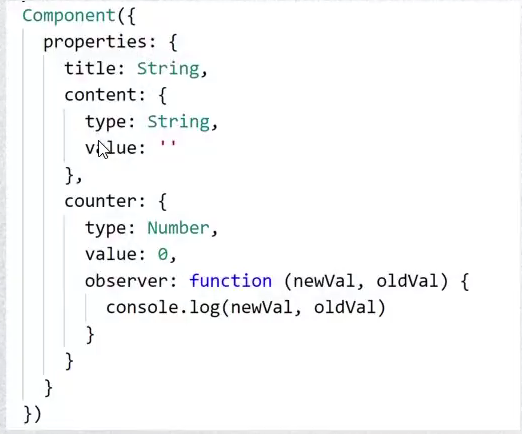 Component({
  properties: {
    title: String,
    content: {
      type: String,
      value: ''
    },
    counter: {
      type: Number,
      value: 0,
      observer: function (newVal, oldVal) {
        console.log(newVal, oldVal)
      }
    }
  }
})